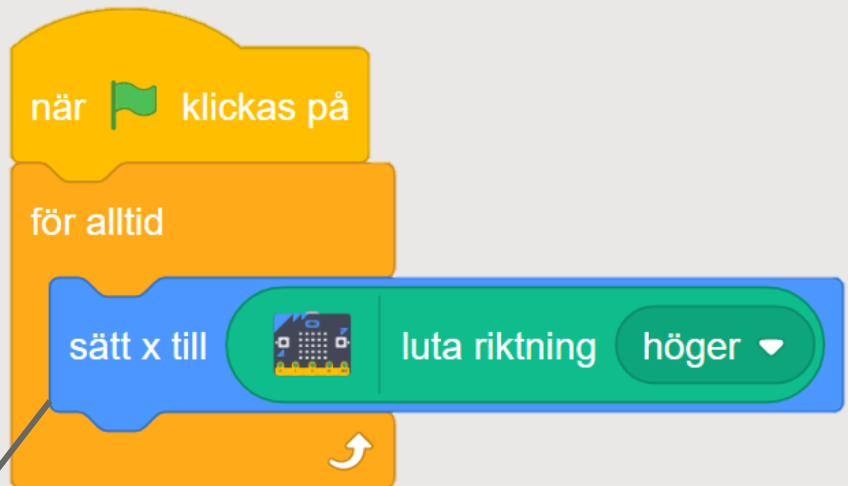 när klickas på
för alltid
sätt x till luta riktning höger